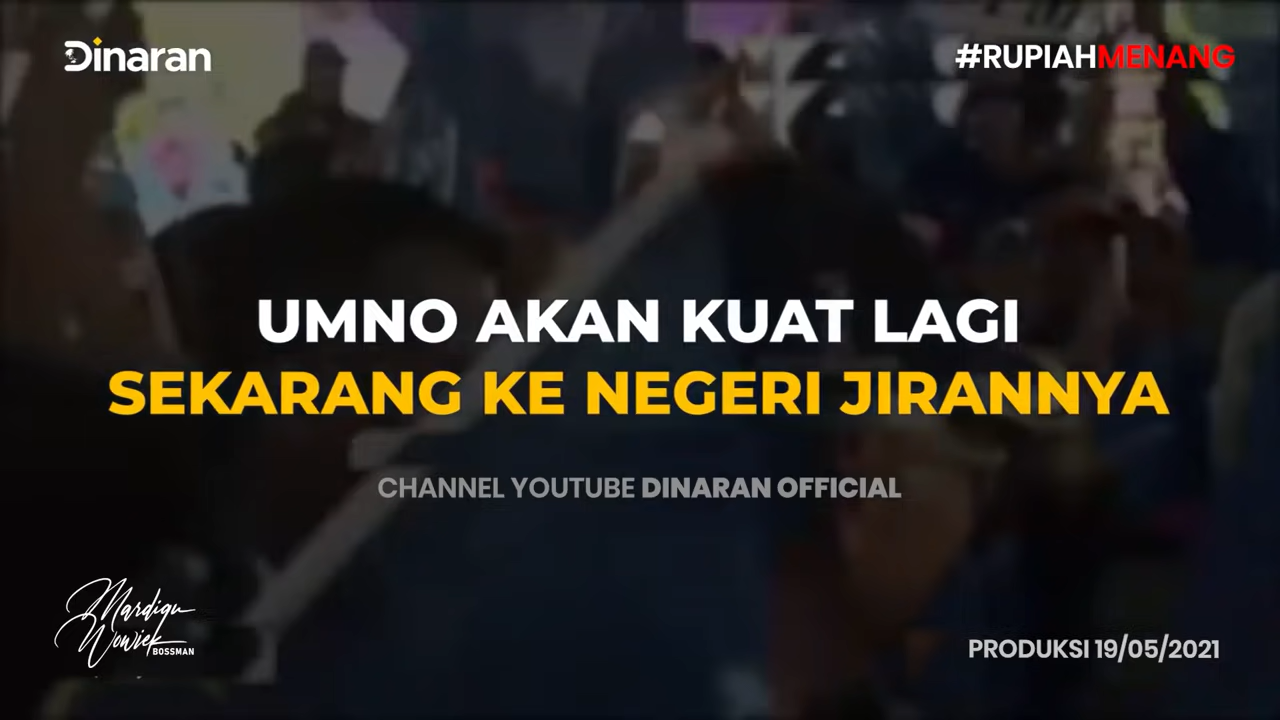 Dinaran
#RUPIAHMENANG
UMNO AKAN KUAT LAGI
SEKARANG KE NEGERI JIRANNYA
CHANNEL YOUTUBE DINARAN OFFICIAL
Mardigu
Wowiek
BOSSMAN
PRODUKSI 19/05/2021